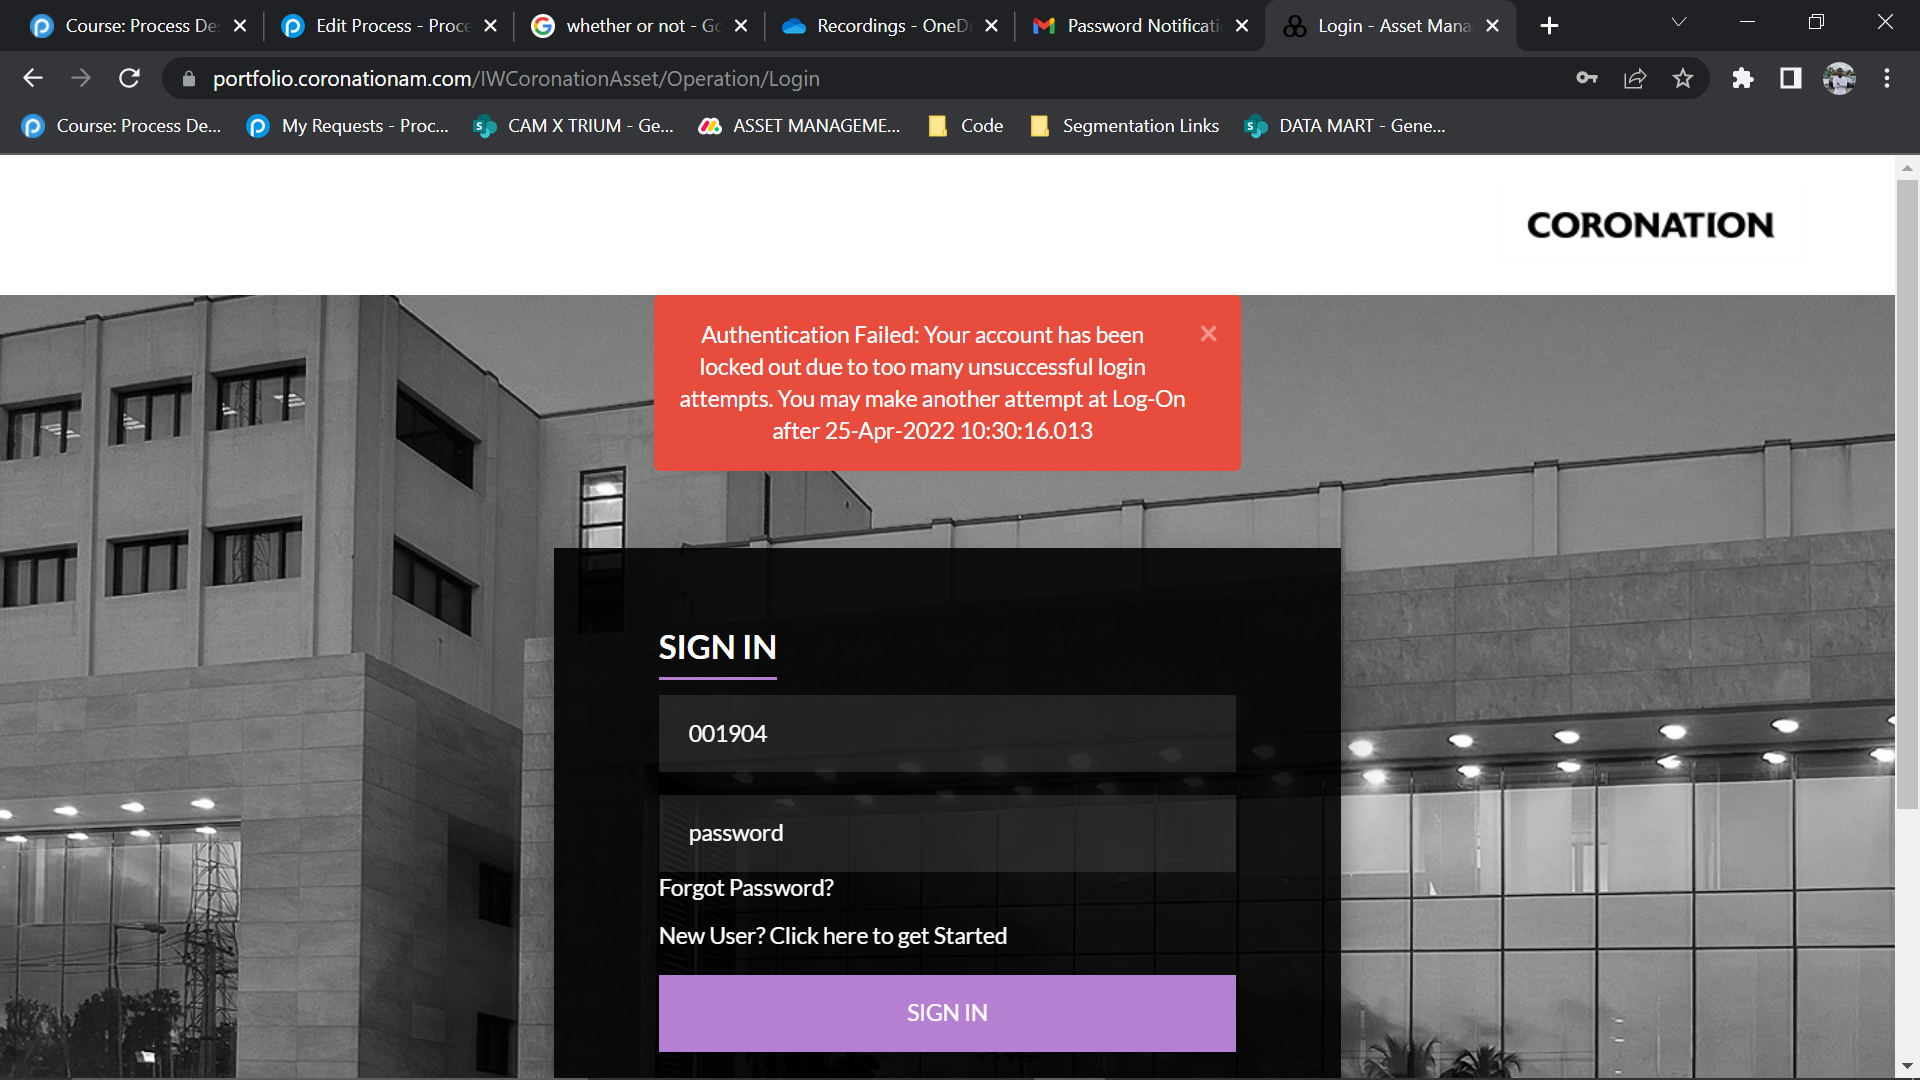 Course: Process De
Edit Process - Proce
whether or not - Go
Recordings - OneD
Password Notificati
Login - Asset Mana
portfolio.coronationam.com/IWCoronationAsset/Operation/Login
Course: Process De...
My Requests - Proc...
CAM X TRIUM - Ge...
ASSET MANAGEME...
Code
Segmentation Links
DATA MART - Gene...
CORONATION
Authentication Failed: Your account has been
locked out due to too many unsuccessful login
attempts. You may make another attempt at Log-On
after 25-Apr-2022 10:30:16.013
SIGN IN
001904
password
Forgot Password?
New User? Click here to get Started
SIGN IN